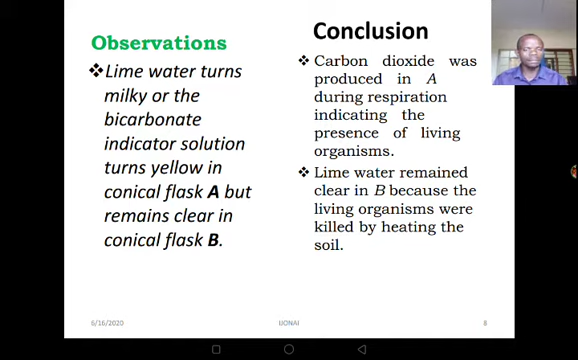 Observations
❖Lime water turns
milky or the
bicarbonate
indicator solution
turns yellow in
conical flask A but
remains clear in
conical flask B.
Conclusion
❖ Carbon dioxide was
produced in A
during respiration
indicating the
presence of living
organisms.
❖ Lime water remained
clear in B because the
living organisms were
killed by heating the
soil.
6/16/2020
IJONAI
8